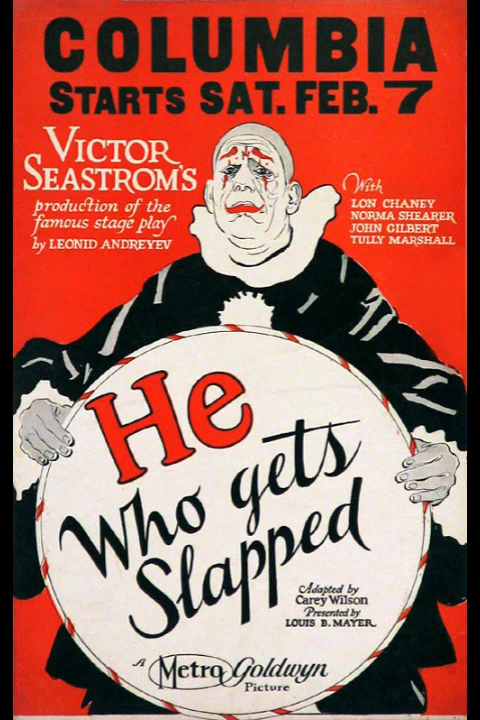 COLUMBIA
STARTS SAT. FEB. 7
VICTOR
SEASTROM'S
production of the
famous stage play
by LEONID ANDREYEV
With
LON CHANEY
NORMA SHEARER
JOHN GILBERT
TULLY MARSHALL
He
Who gets
Slapped
Adapted by
Carey Wilson
Presented by
LOUIS B. MAYER
A Metro Goldwyn
Picture